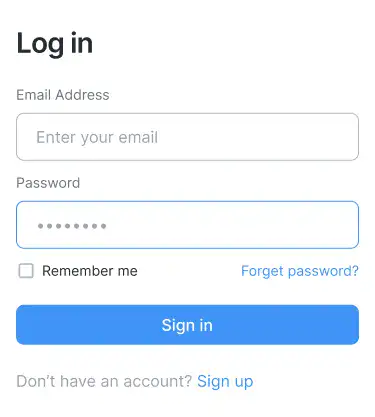 Log in
Email Address
Enter your email
Password
••••••••
Remember me Forget password?
Sign in
Don't have an account? Sign up